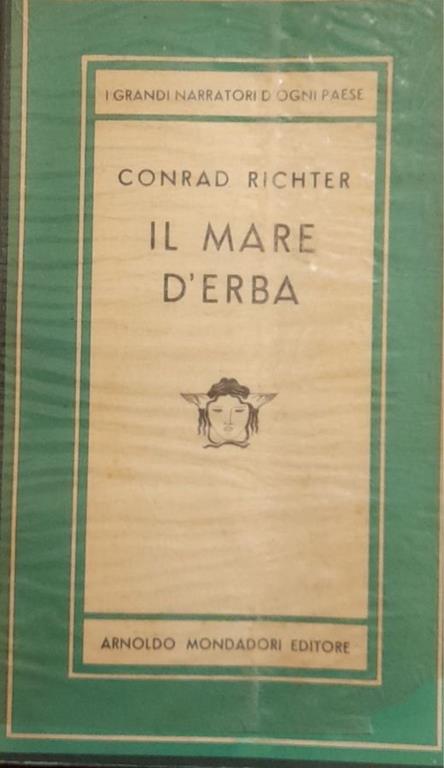 I GRANDI NARRATORI D'OGNI PAESE
CONRAD RICHTER
IL MARE
D'ERBA
ARNOLDO MONDADORI EDITORE